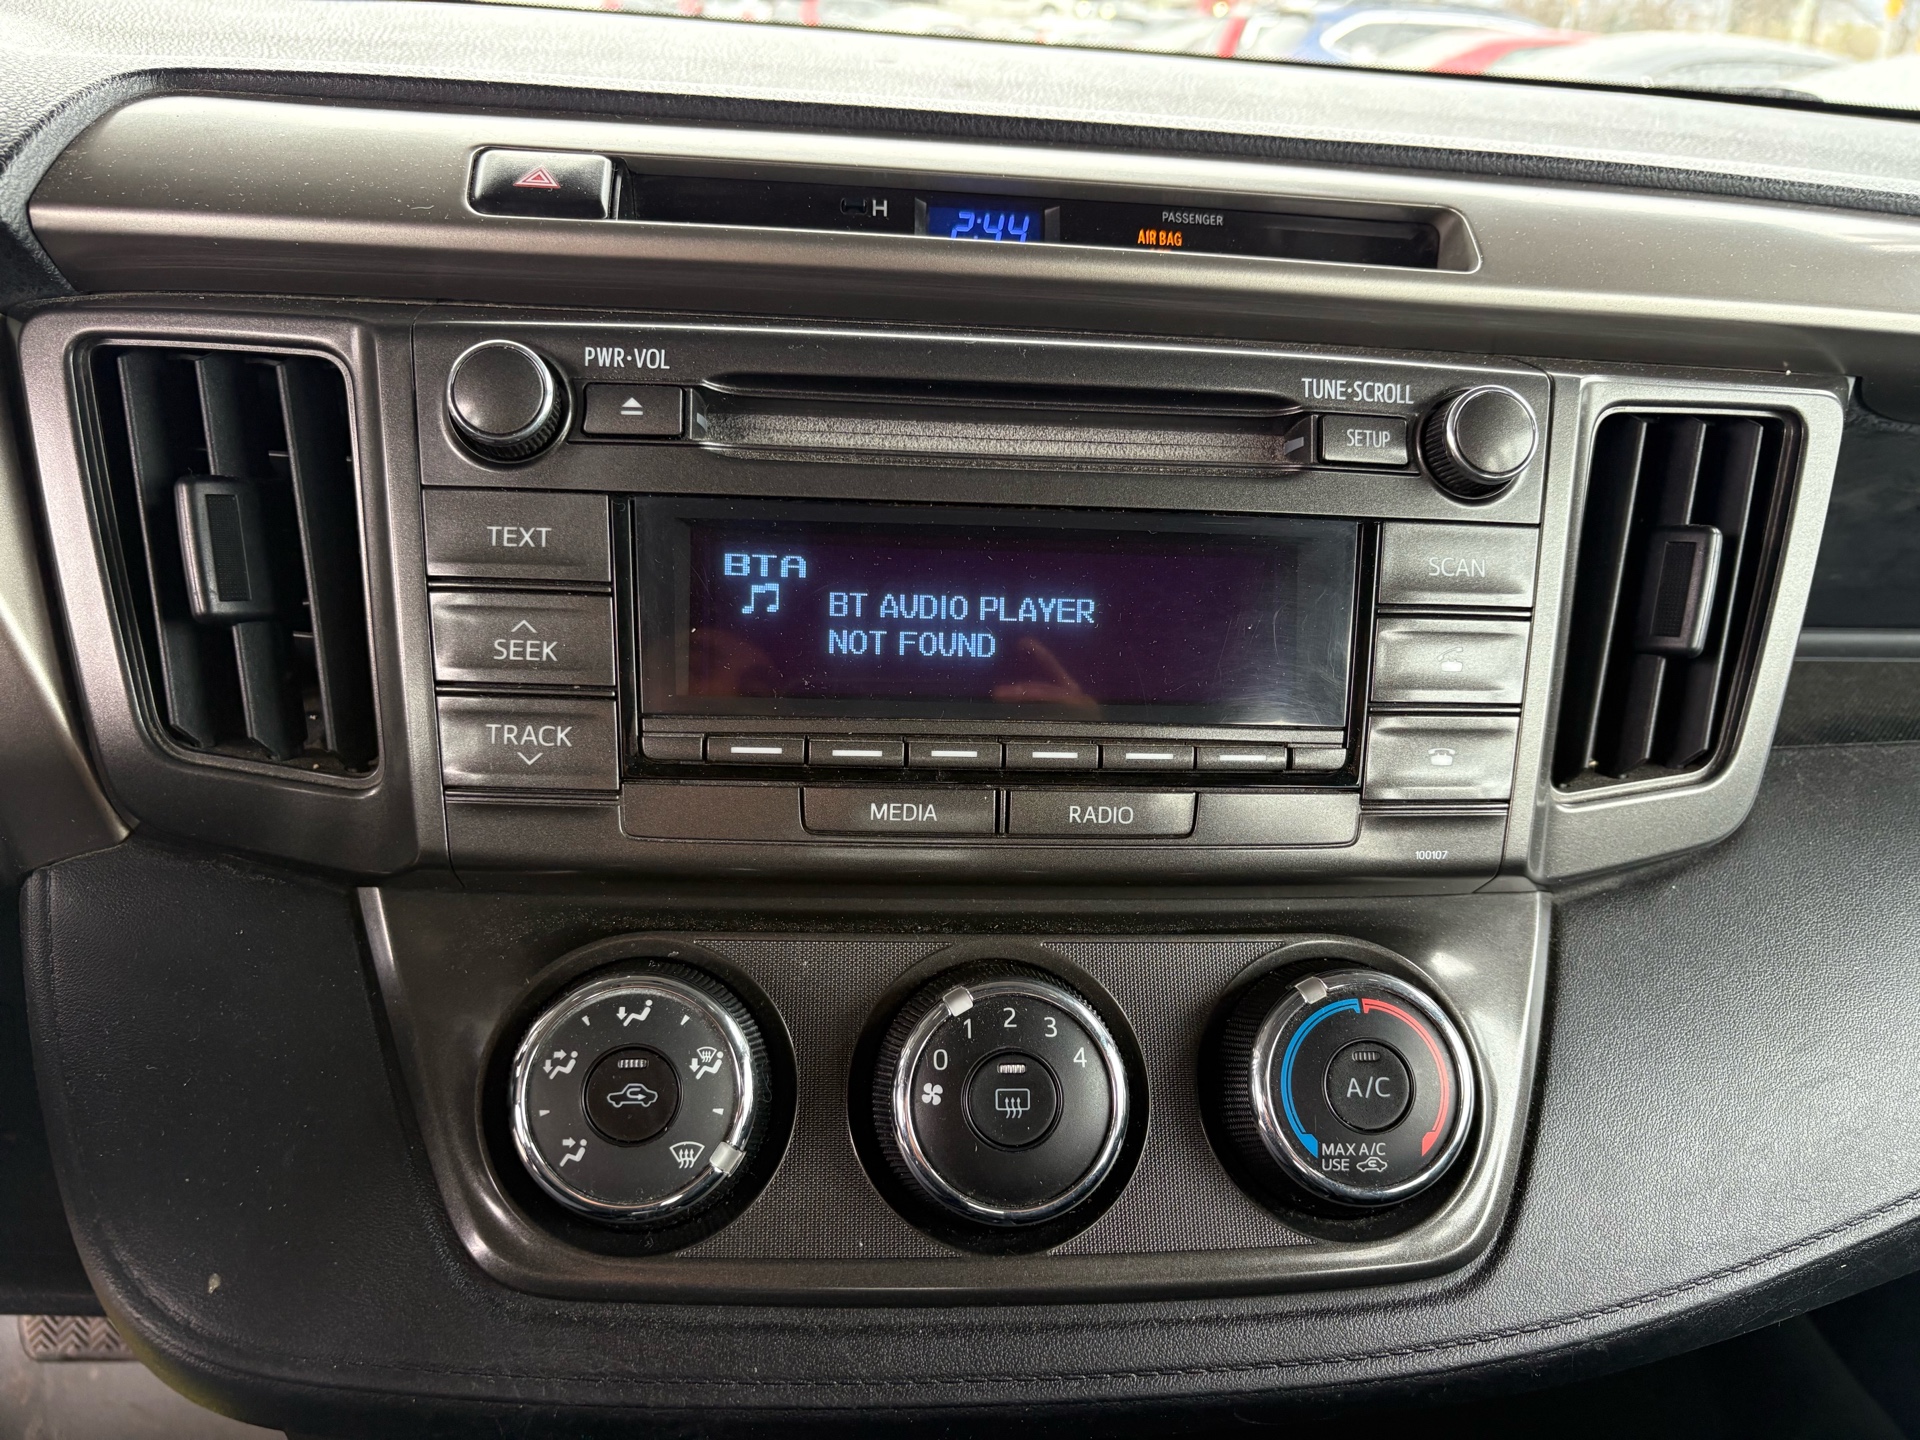 H
2:44
PASSENGER
AIR BAG
PWR•VOL
TUNE•SCROLL
SETUP
TEXT
SEEK
TRACK
BTA
BT AUDIO PLAYER
NOT FOUND
SCAN
MEDIA
RADIO
100107
0 1 2 3 4
A/C
MAX A/C
USE